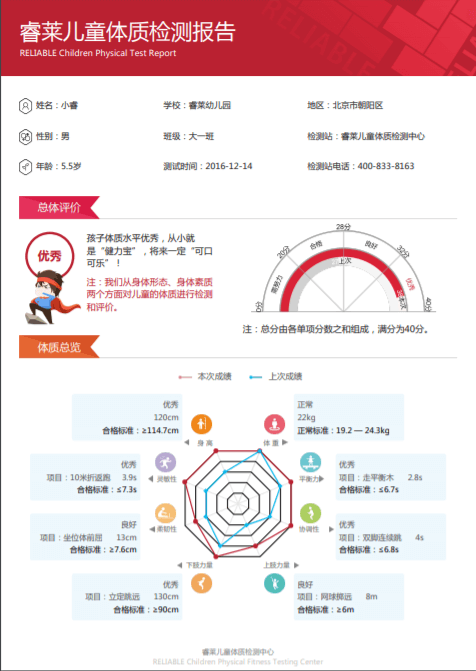 睿莱儿童体质检测报告
RELIABLE Children Physical Test Report
姓名：小睿 学校：睿莱幼儿园 地区：北京市朝阳区
性别：男 班级：大一班 检测站：睿莱儿童体质检测中心
年龄：5.5岁 测试时间：2016-12-14 检测站电话：400-833-8163
总体评价
优秀
孩子体质水平优秀，从小就
是“健力宝”，将来一定“可口
可乐”！
注：我们从身体形态、身体素质
两个方面对儿童的体质进行检测
和评价。
0分 20分 28分 32分 40分
需努力 合格 良好 优秀
上次
本次
注：总分由各单项分数之和组成，满分为40分。
体质总览
本次成绩 上次成绩
优秀
120cm
合格标准：≥114.7cm
身高
正常
22kg
正常标准：19.2 — 24.3kg
体重
优秀
项目：10米折返跑 3.9s
合格标准：≤7.3s
灵敏性
优秀
项目：走平衡木 2.8s
合格标准：≤6.7s
平衡力
良好
项目：坐位体前屈 13cm
合格标准：≥7.6cm
柔韧性
优秀
项目：双脚连续跳 4s
合格标准：≤6.8s
协调性
下肢力量
优秀
项目：立定跳远 130cm
合格标准：≥90cm
上肢力量
良好
项目：网球掷远 8m
合格标准：≥6m
睿莱儿童体质检测中心
RELIABLE Children Physical Fitness Testing Center